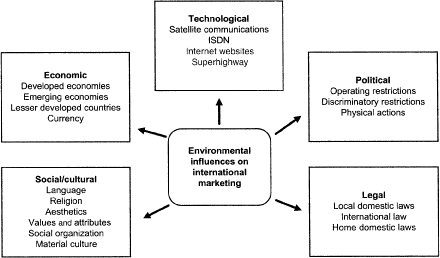 Technological
Satellite communications
ISDN
Internet websites
Superhighway
Economic
Developed economies
Emerging economies
Lesser developed countries
Currency
Political
Operating restrictions
Discriminatory restrictions
Physical actions
Environmental
influences on
international
marketing
Social/cultural
Language
Religion
Aesthetics
Values and attributes
Social organization
Material culture
Legal
Local domestic laws
International law
Home domestic laws